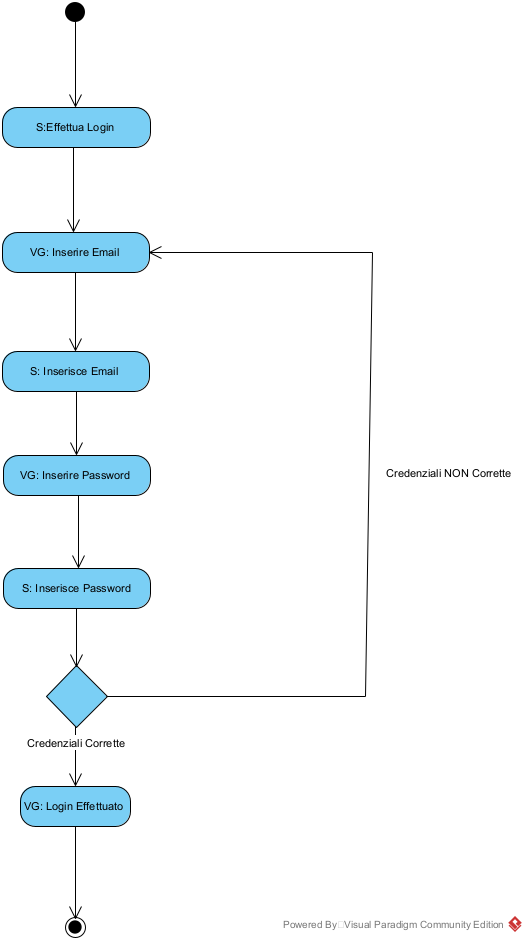 S:Effettua Login
VG: Inserire Email
S: Inserisce Email
VG: Inserire Password
Credenziali NON Corrette
S: Inserisce Password
Credenziali Corrette
VG: Login Effettuato
Powered By Visual Paradigm Community Edition